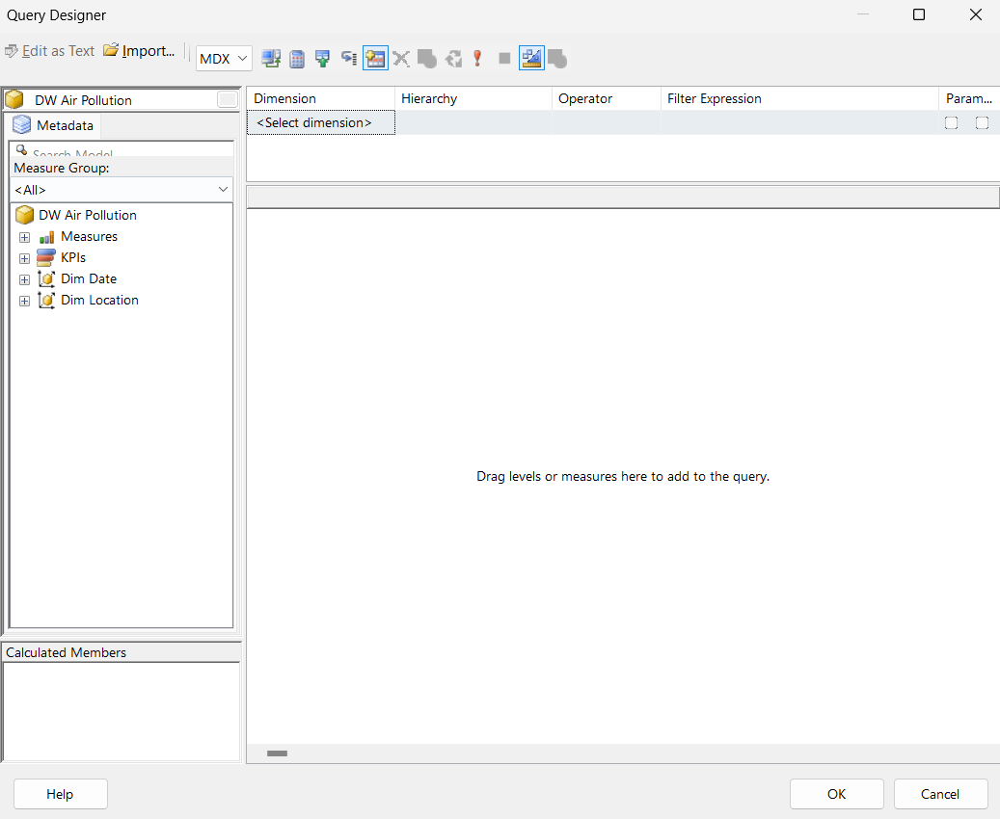 Query Designer
Edit as Text Import... MDX
DW Air Pollution
Metadata
Search Model
Measure Group:
<All>
DW Air Pollution
Measures
KPIs
Dim Date
Dim Location
Calculated Members
Dimension Hierarchy Operator Filter Expression Param...
<Select dimension>
Drag levels or measures here to add to the query.
Help OK Cancel